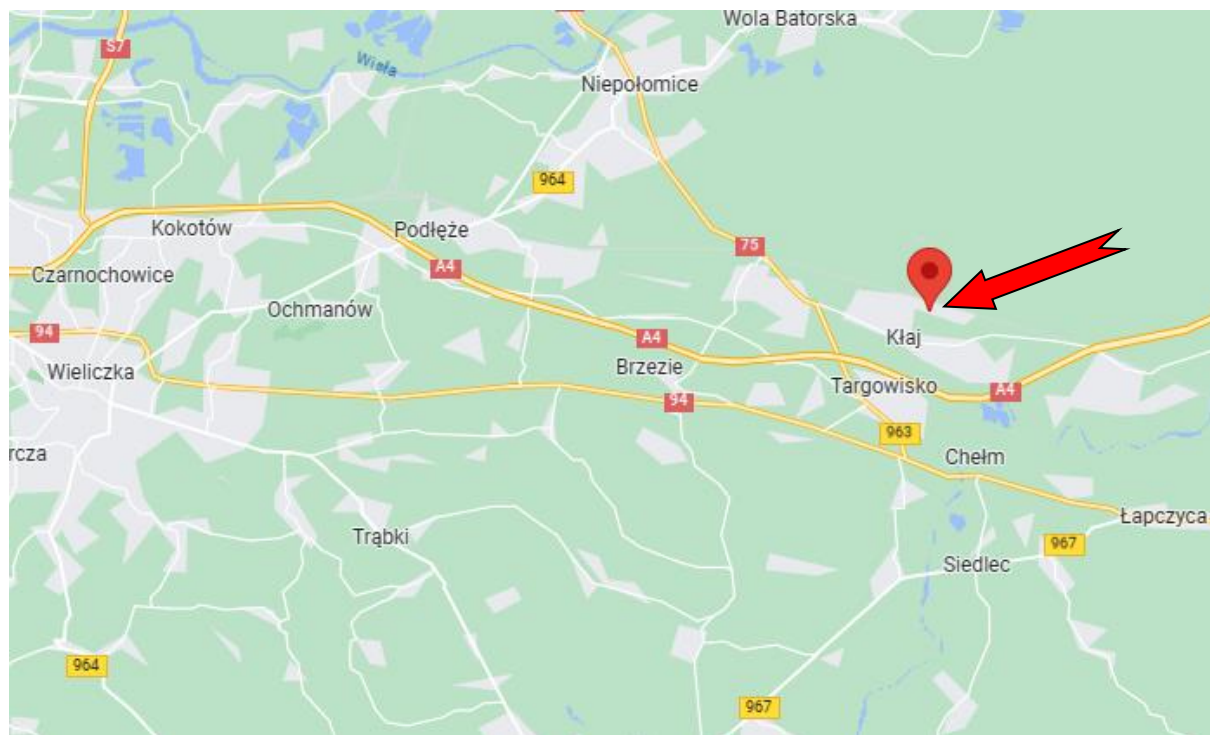 Wola Batorska
S7
Wisła
Niepołomice
964
Kokotów
Podłęże
75
Czarnochowice
A4
Ochmanów
94
A4
Kłaj
Wieliczka
Brzezie
Targowisko
A4
94
963
rcza
Chełm
Łapczyca
Trąbki
967
Siedlec
964
967